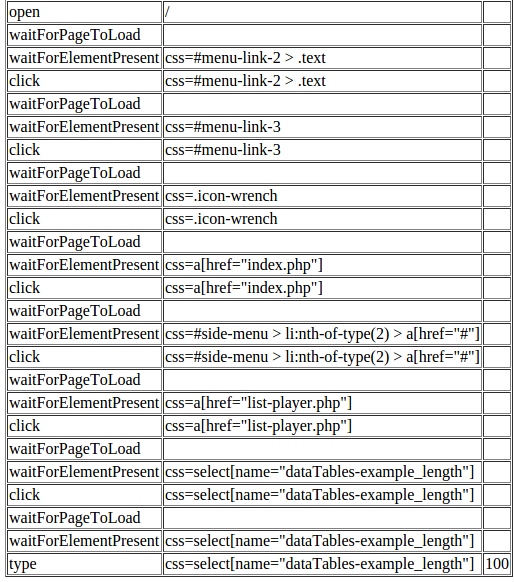 open /
waitForPageToLoad
waitForElementPresent css=#menu-link-2 > .text
click css=#menu-link-2 > .text
waitForPageToLoad
waitForElementPresent css=#menu-link-3
click css=#menu-link-3
waitForPageToLoad
waitForElementPresent css=.icon-wrench
click css=.icon-wrench
waitForPageToLoad
waitForElementPresent css=a[href="index.php"]
click css=a[href="index.php"]
waitForPageToLoad
waitForElementPresent css=#side-menu > li:nth-of-type(2) > a[href="#"]
click css=#side-menu > li:nth-of-type(2) > a[href="#"]
waitForPageToLoad
waitForElementPresent css=a[href="list-player.php"]
click css=a[href="list-player.php"]
waitForPageToLoad
waitForElementPresent css=select[name="dataTables-example_length"]
click css=select[name="dataTables-example_length"]
waitForPageToLoad
waitForElementPresent css=select[name="dataTables-example_length"]
type css=select[name="dataTables-example_length"] 100